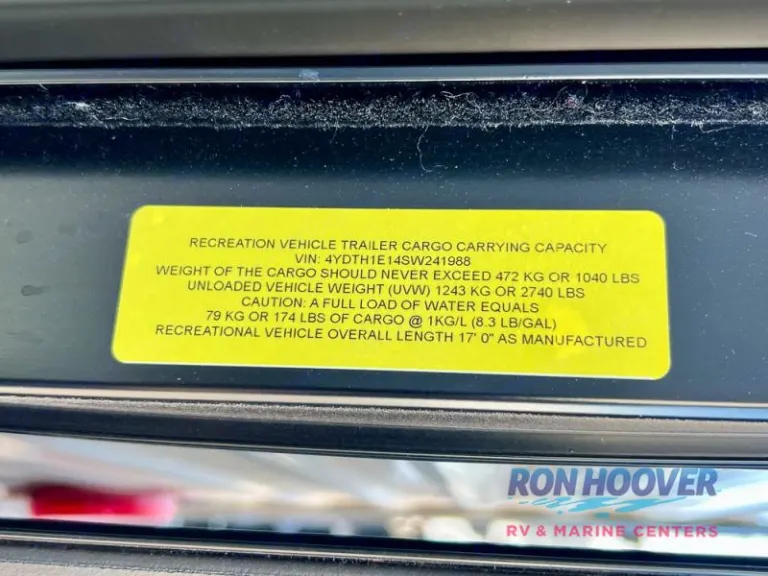 RECREATION VEHICLE TRAILER CARGO CARRYING CAPACITY
VIN: 4YDTH1E14SW241988
WEIGHT OF THE CARGO SHOULD NEVER EXCEED 472 KG OR 1040 LBS
UNLOADED VEHICLE WEIGHT (UVW) 1243 KG OR 2740 LBS
CAUTION: A FULL LOAD OF WATER EQUALS
79 KG OR 174 LBS OF CARGO @ 1KG/L (8.3 LB/GAL)
RECREATIONAL VEHICLE OVERALL LENGTH 17' 0" AS MANUFACTURED
RON HOOVER
RV & MARINE CENTERS